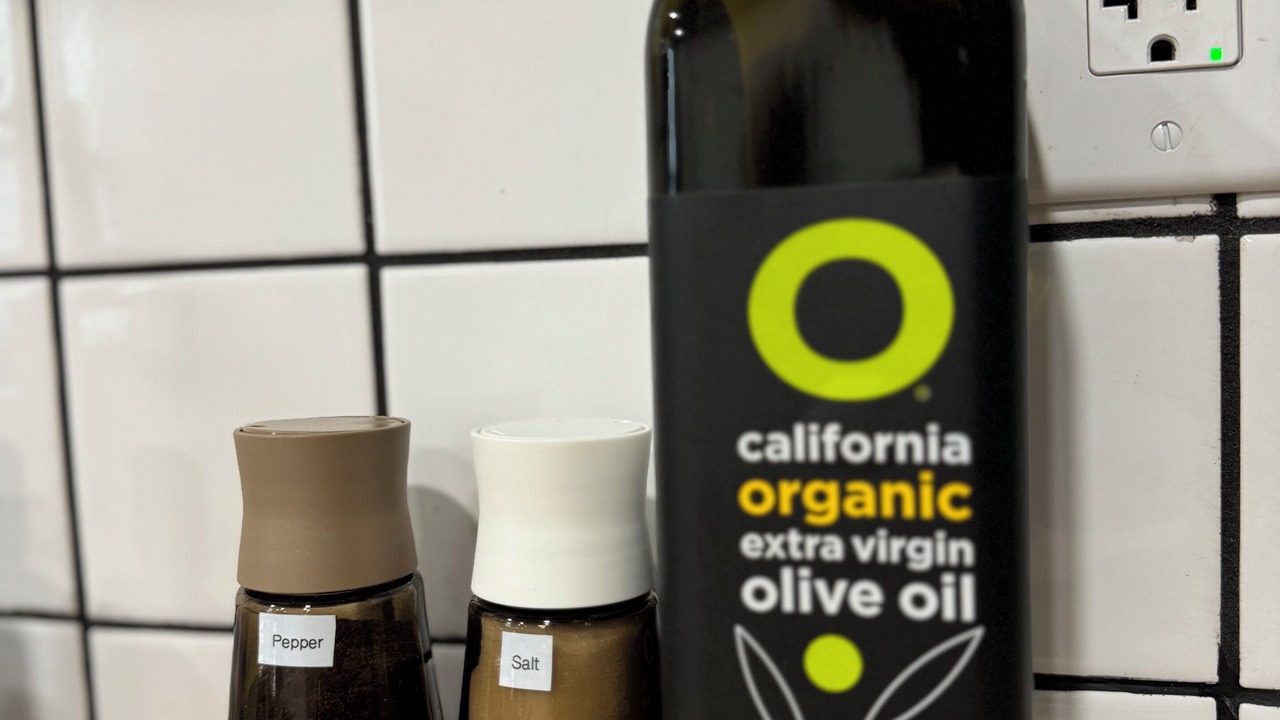 california
organic
extra virgin
olive oil
Pepper
Salt